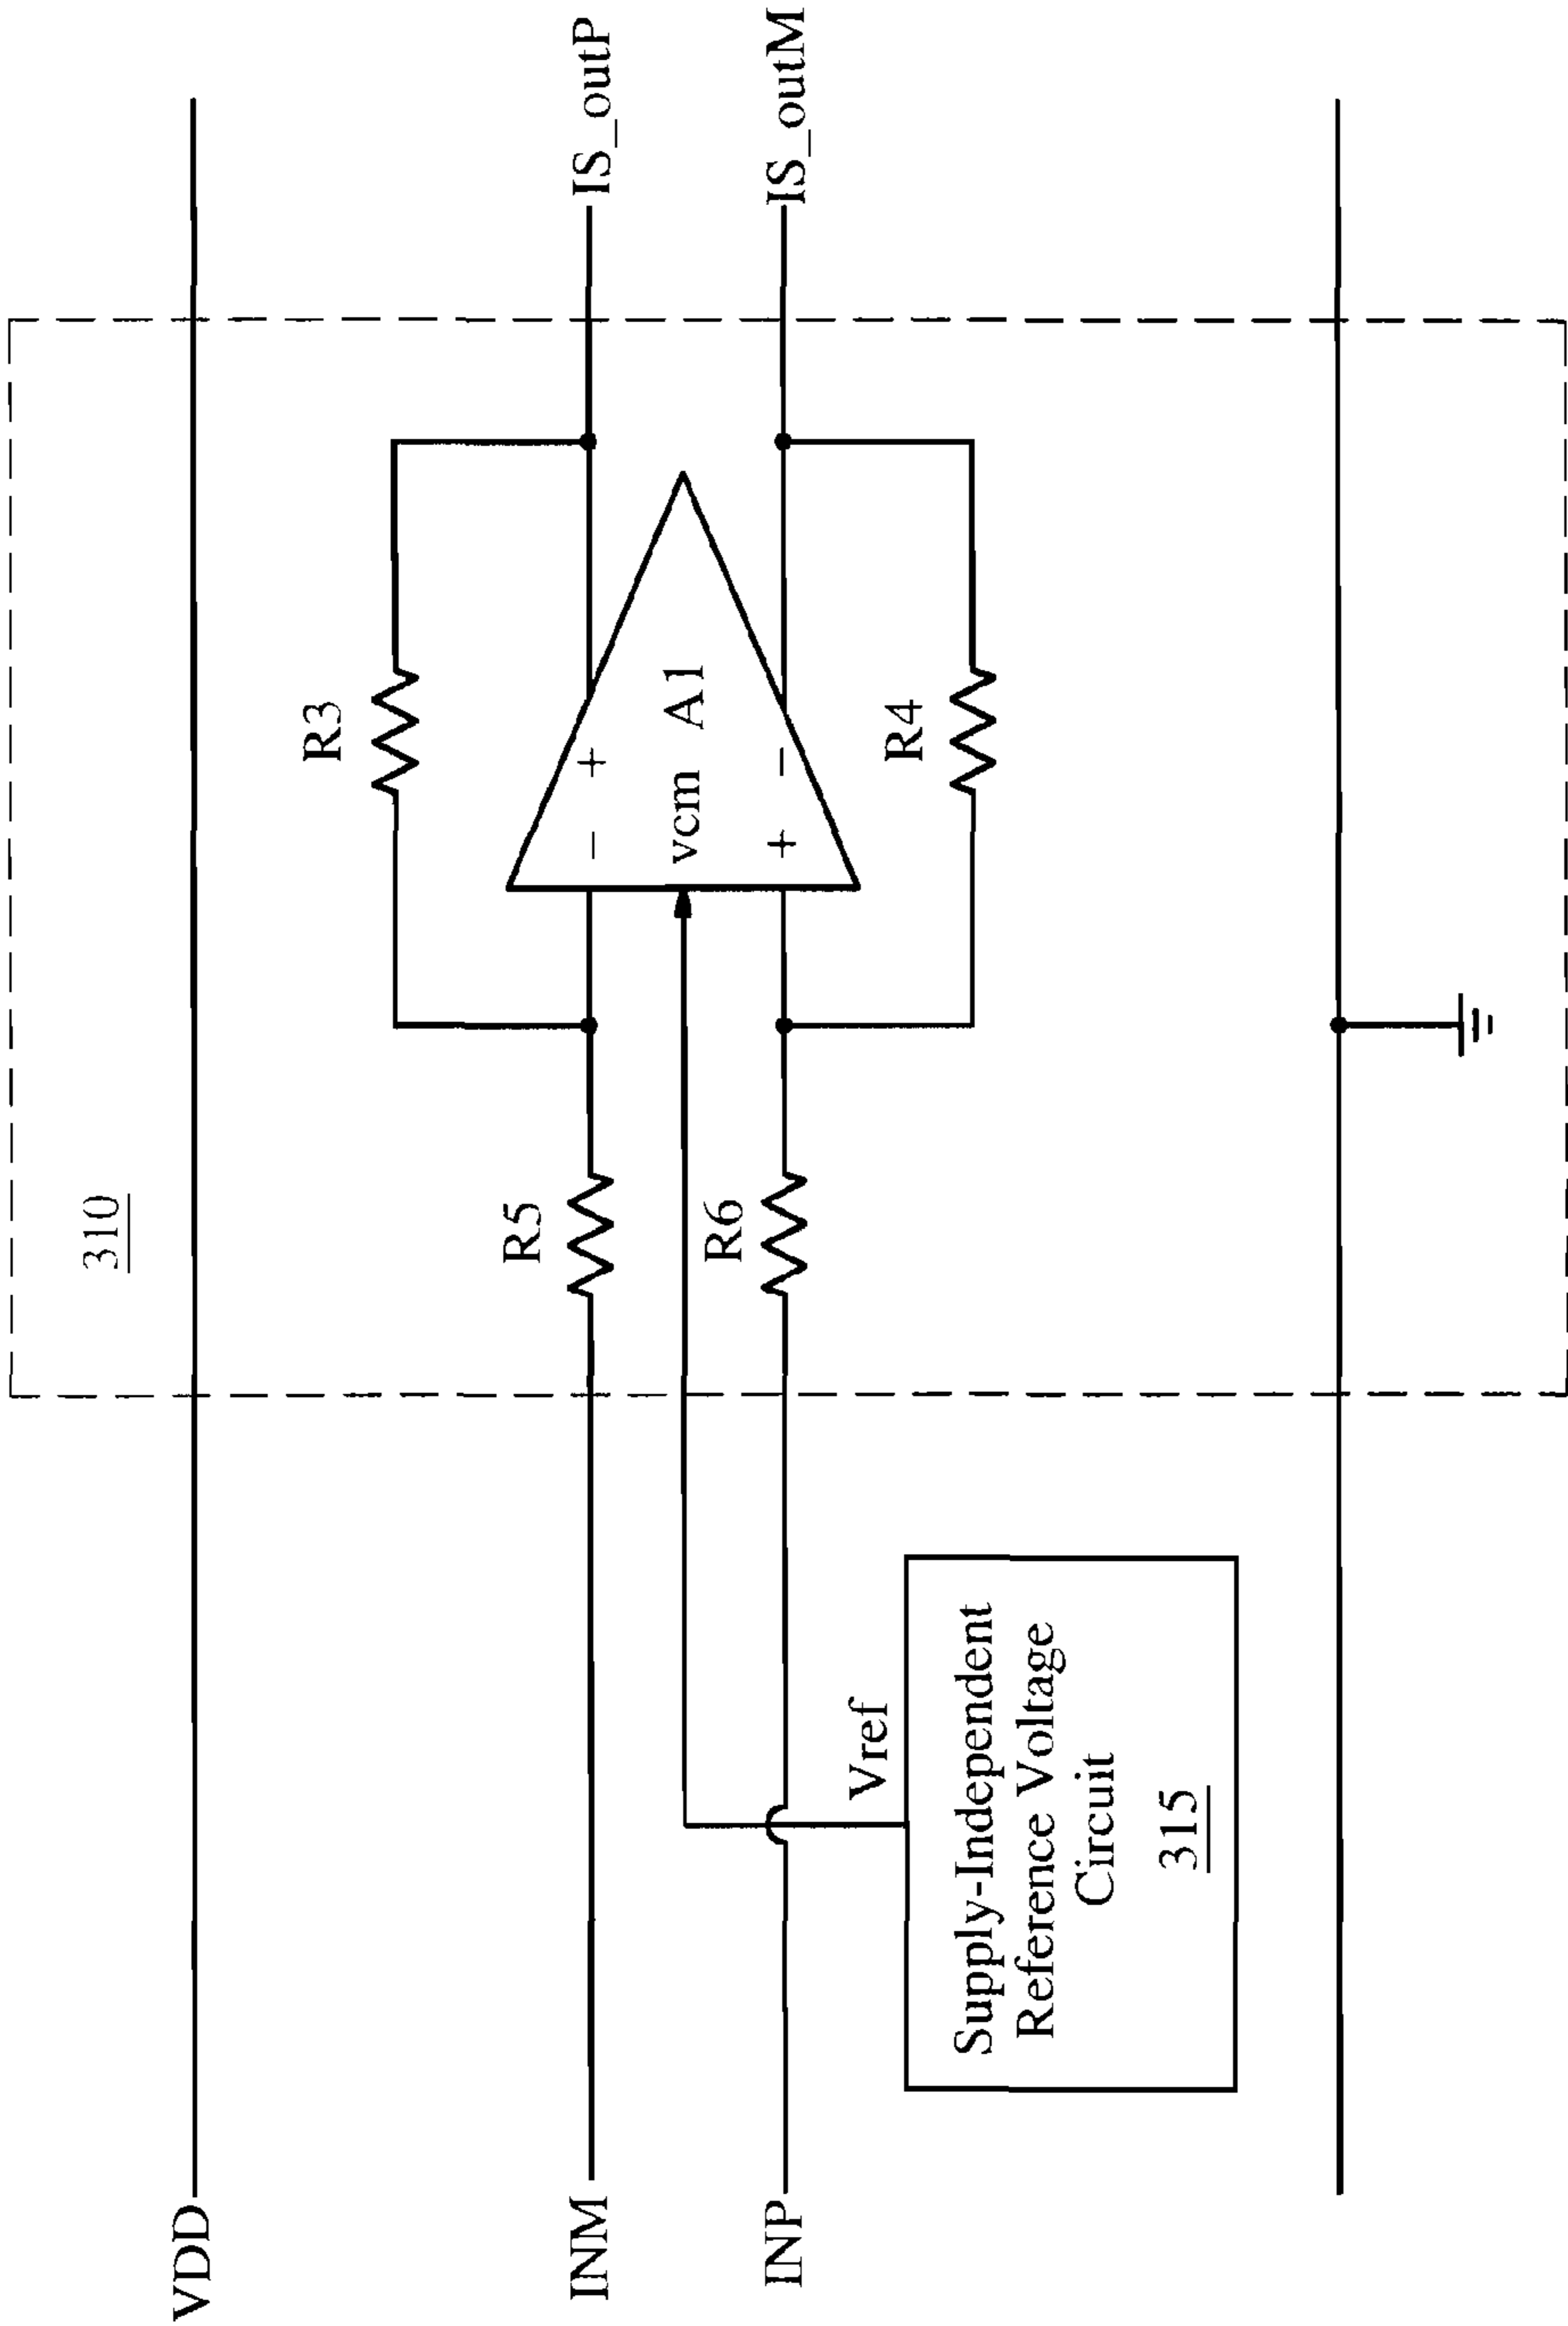 VDD
310
R3
INM
R5
- +
IS_outP
vcm A1
R6
INP
+ -
IS_outM
Vref
R4
Supply-Independent
Reference Voltage
Circuit
315